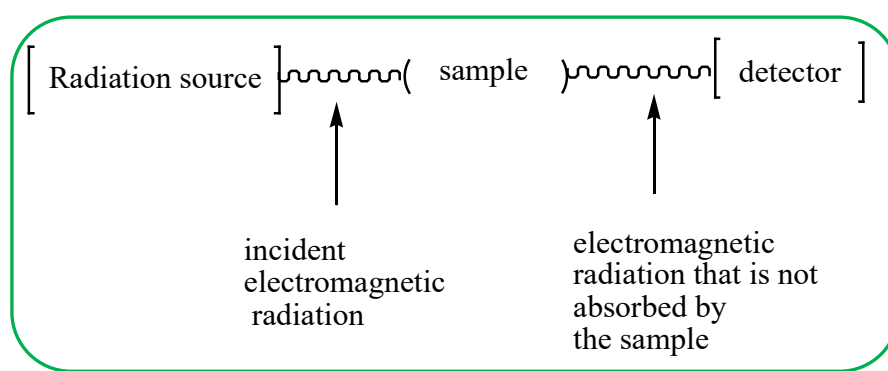 Radiation source sample detector
incident
electromagnetic
radiation
electromagnetic
radiation that is not
absorbed by
the sample